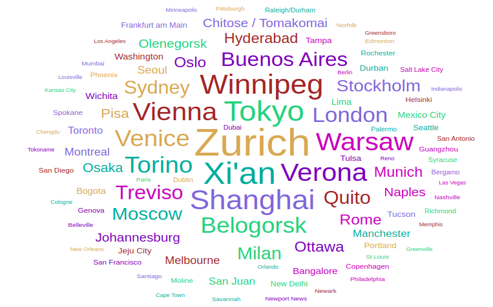 Minneapolis Pittsburgh Raleigh/Durham
Frankfurt am Main Chitose / Tomakomai Norfolk
Los Angeles Olenegorsk Hyderabad Tampa Greensboro
Edmonton
Washington Oslo Buenos Aires Rochester
Mumbai Seoul Berlin Durban Salt Lake City
Louisville Phoenix Sydney Winnipeg Stockholm Indianapolis
Kansas City Wichita Lima Helsinki
Spokane Pisa Vienna Tokyo London Mexico City
Chengdu Toronto Venice Dubai Palermo Seattle
Tokoname Montreal Zurich Warsaw San Antonio
Guangzhou
San Diego Osaka Torino Xi'an Verona Tulsa Reno Syracuse
Parint Dublin Munich Bergamo
Bogota Treviso Shanghai Quito Naples Las Vegas
Cologne Nashville
Genova Moscow Belogorsk Rome Tucson Richmond
Belleville Manchester Memphis
Johannesburg Ottawa Portland
New Orleans Jeju City Milan St Louis Greenville
San Francisco Melbourne Orlando Bangalore Copenhagen
Santiago Moline San Juan New Delhi Philadelphia
Cape Town Savannah Newport News Newark